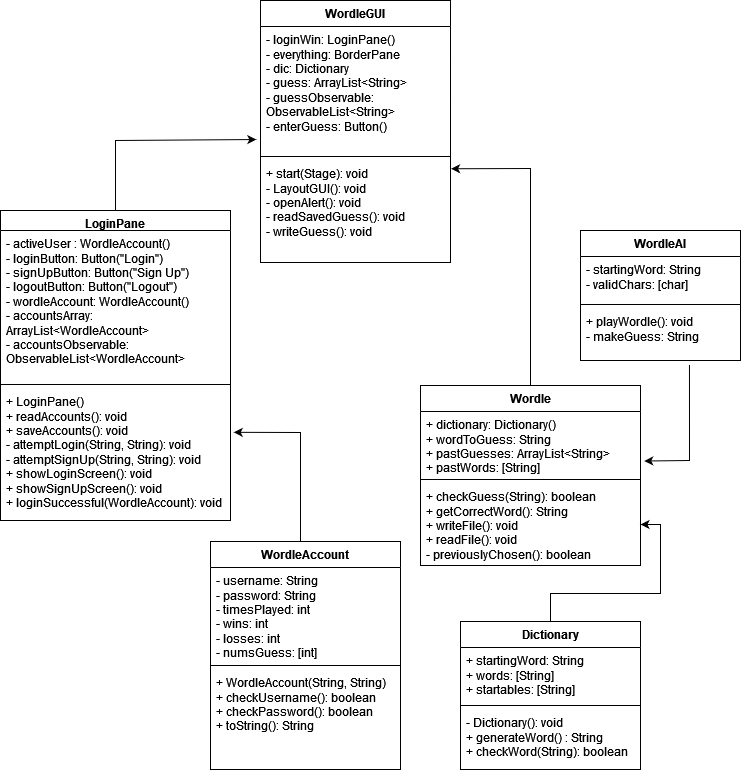 WordleGUI
- loginWin: LoginPane()
- everything: BorderPane
- dic: Dictionary
- guess: ArrayList<String>
- guessObservable:
ObservableList<String>
- enterGuess: Button()
+ start(Stage): void
- LayoutGUI(): void
- openAlert(): void
- readSavedGuess(): void
- writeGuess(): void
LoginPane
- activeUser : WordleAccount()
- loginButton: Button("Login")
- signUpButton: Button("Sign Up")
- logoutButton: Button("Logout")
- wordleAccount: WordleAccount()
- accountsArray:
ArrayList<WordleAccount>
- accountsObservable:
ObservableList<WordleAccount>
+ LoginPane()
+ readAccounts(): void
+ saveAccounts(): void
- attemptLogin(String, String): void
- attemptSignUp(String, String): void
+ showLoginScreen(): void
+ showSignUpScreen(): void
+ loginSuccessful(WordleAccount): void
WordleAI
- startingWord: String
- validChars: [char]
+ playWordle(): void
- makeGuess: String
Wordle
+ dictionary: Dictionary()
+ wordToGuess: String
+ pastGuesses: ArrayList<String>
+ pastWords: [String]
+ checkGuess(String): boolean
+ getCorrectWord(): String
+ writeFile(): void
+ readFile(): void
- previouslyChosen(): boolean
WordleAccount
- username: String
- password: String
- timesPlayed: int
- wins: int
- losses: int
- numsGuess: [int]
+ WordleAccount(String, String)
+ checkUsername(): boolean
+ checkPassword(): boolean
+ toString(): String
Dictionary
+ startingWord: String
+ words: [String]
+ startables: [String]
- Dictionary(): void
+ generateWord() : String
+ checkWord(String): boolean